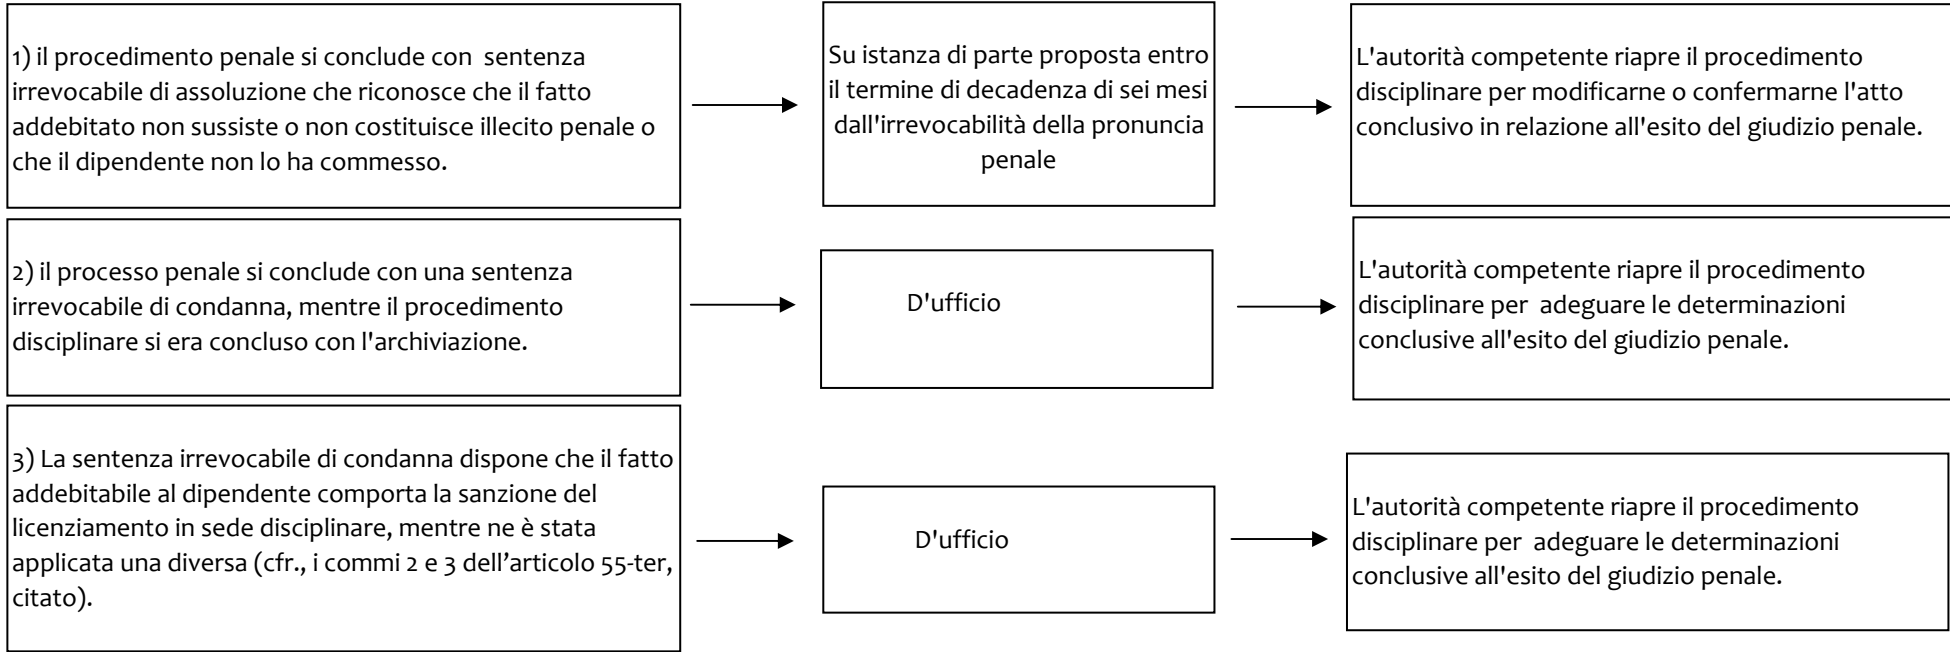 1) il procedimento penale si conclude con  sentenza
irrevocabile di assoluzione che riconosce che il fatto
addebitato non sussiste o non costituisce illecito penale o
che il dipendente non lo ha commesso.
Su istanza di parte proposta entro
il termine di decadenza di sei mesi
dall'irrevocabilità della pronuncia
penale
L'autorità competente riapre il procedimento
disciplinare per modificarne o confermarne l'atto
conclusivo in relazione all'esito del giudizio penale.
2) il processo penale si conclude con una sentenza
irrevocabile di condanna, mentre il procedimento
disciplinare si era concluso con l'archiviazione.
D'ufficio
L'autorità competente riapre il procedimento
disciplinare per  adeguare le determinazioni
conclusive all'esito del giudizio penale.
3) La sentenza irrevocabile di condanna dispone che il fatto
addebitabile al dipendente comporta la sanzione del
licenziamento in sede disciplinare, mentre ne è stata
applicata una diversa (cfr., i commi 2 e 3 dell’articolo 55-ter,
citato).
D'ufficio
L'autorità competente riapre il procedimento
disciplinare per  adeguare le determinazioni
conclusive all'esito del giudizio penale.